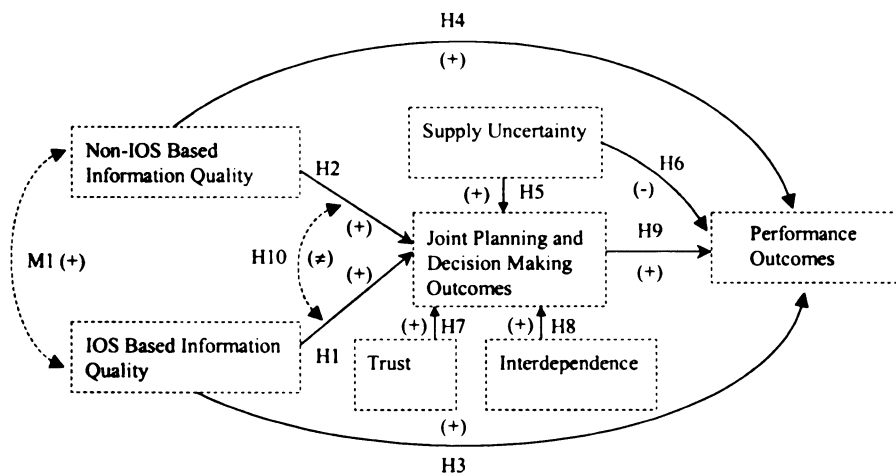 H4
(+)
Supply Uncertainty
Non-IOS Based
Information Quality
H2
H6
(-)
(+)
H5
M1 (+)
H10
(≠)
(+)
(+)
Joint Planning and
Decision Making
Outcomes
H9
(+)
Performance
Outcomes
IOS Based Information
Quality
H1
(+)
H7
(+)
H8
Trust
Interdependence
(+)
H3